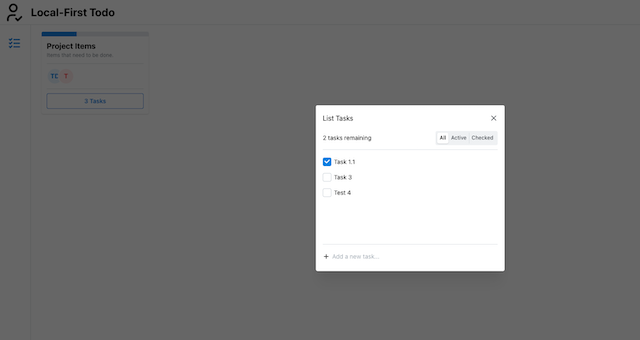 Local-First Todo
Project Items
Items that need to be done.
TC T
3 Tasks
List Tasks
2 tasks remaining
All Active Checked
Task 1.1
Task 3
Test 4
Add a new task...